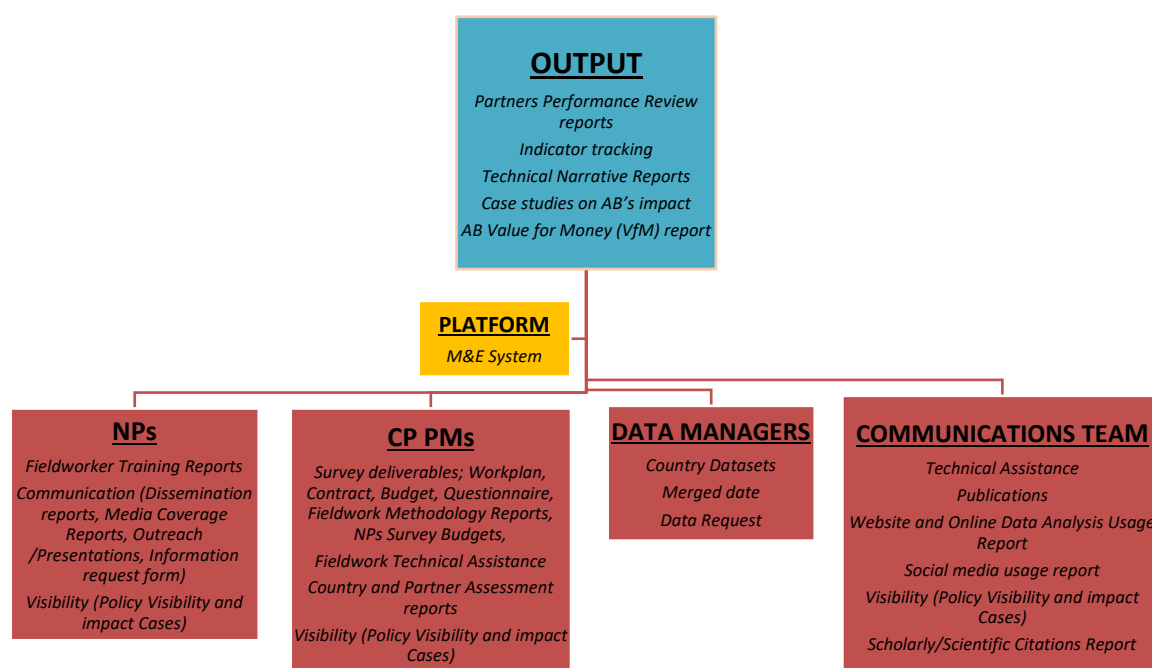 OUTPUT
Partners Performance Review
reports
Indicator tracking
Technical Narrative Reports
Case studies on AB’s impact
AB Value for Money (VfM) report
PLATFORM
M&E System
NPs
Fieldworker Training Reports
Communication (Dissemination
reports, Media Coverage
Reports, Outreach
/Presentations, Information
request form)
Visibility (Policy Visibility and
impact Cases)
CP PMs
Survey deliverables; Workplan,
Contract, Budget, Questionnaire,
Fieldwork Methodology Reports,
NPs Survey Budgets,
Fieldwork Technical Assistance
Country and Partner Assessment
reports
Visibility (Policy Visibility and impact
Cases)
DATA MANAGERS
Country Datasets
Merged date
Data Request
COMMUNICATIONS TEAM
Technical Assistance
Publications
Website and Online Data Analysis Usage
Report
Social media usage report
Visibility (Policy Visibility and impact
Cases)
Scholarly/Scientific Citations Report